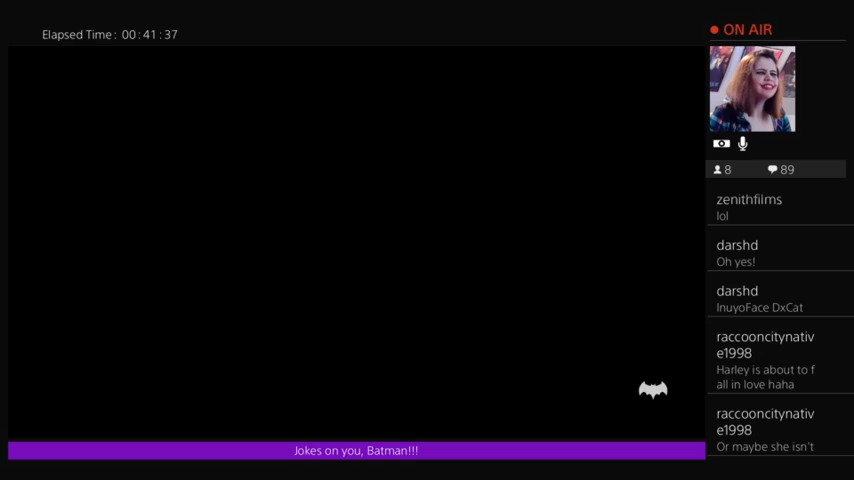 Elapsed Time: 00:41:37
ON AIR
8
89
zenithfilms
lol
darshd
Oh yes!
darshd
InuyoFace DxCat
raccooncitynativ
e1998
Harley is about to f
all in love haha
raccooncitynativ
e1998
Or maybe she isn't
Jokes on you, Batman!!!